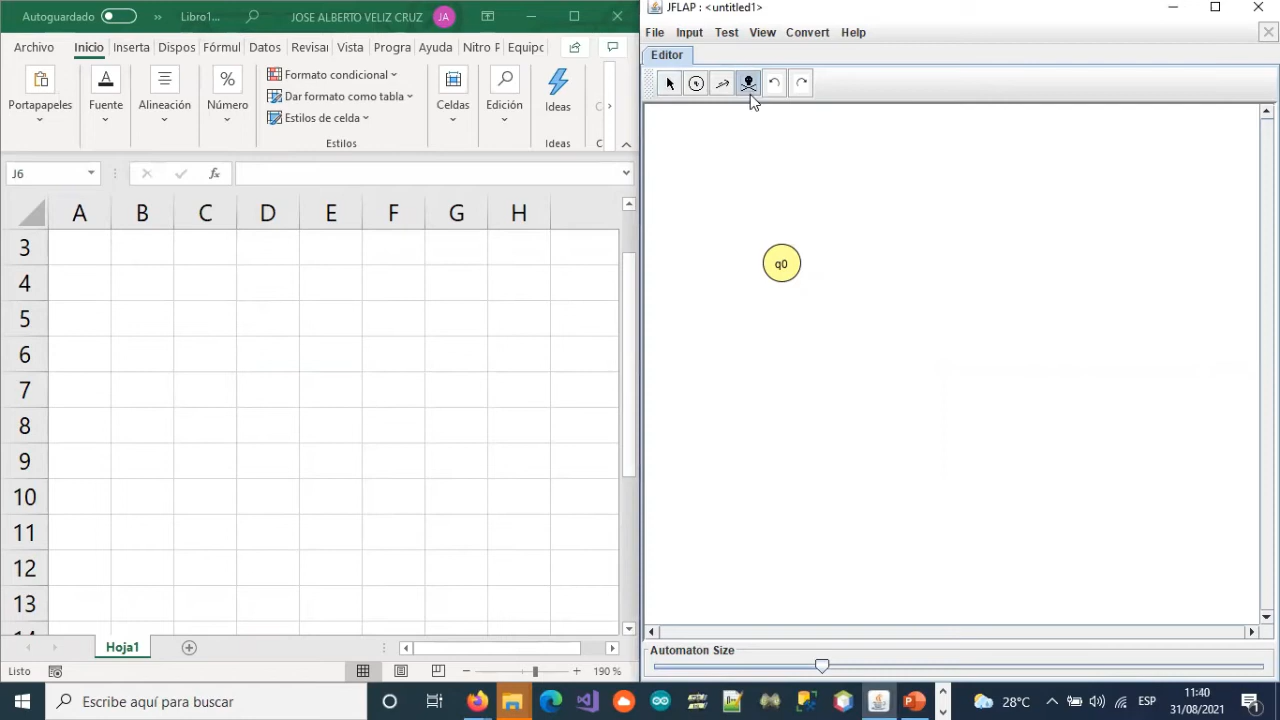 Autoguardado
Libro1...
JOSE ALBERTO VELIZ CRUZ
JA
Archivo Inicio Inserta Dispos Fórmul Datos Revisar Vista Progra Ayuda Nitro P Equipc
Portapapeles
Fuente
Alineación
Número
Formato condicional
Dar formato como tabla
Estilos de celda
Estilos
Celdas
Edición
Ideas
Ideas
J6
fx
A B C D E F G H
3
4
5
6
7
8
9
10
11
12
13
Hoja1
Listo
190 %
JFLAP : <untitled1>
File Input Test View Convert Help
Editor
q0
Automaton Size
Escribe aquí para buscar
28°C
ESP
11:40
31/08/2021